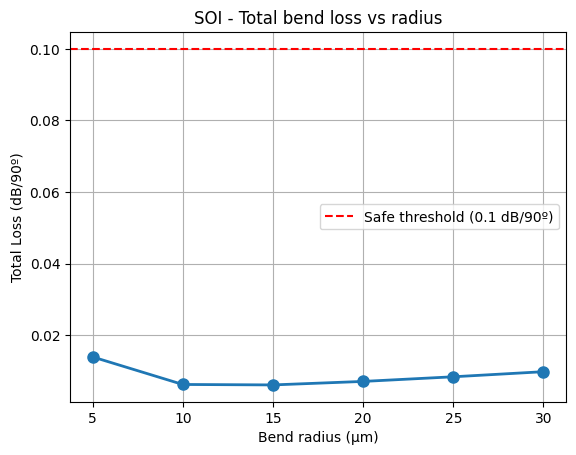 SOI - Total bend loss vs radius
Total Loss (dB/90º)
0.10
0.08
0.06
0.04
0.02
Safe threshold (0.1 dB/90º)
5
10
15
20
25
30
Bend radius (μm)